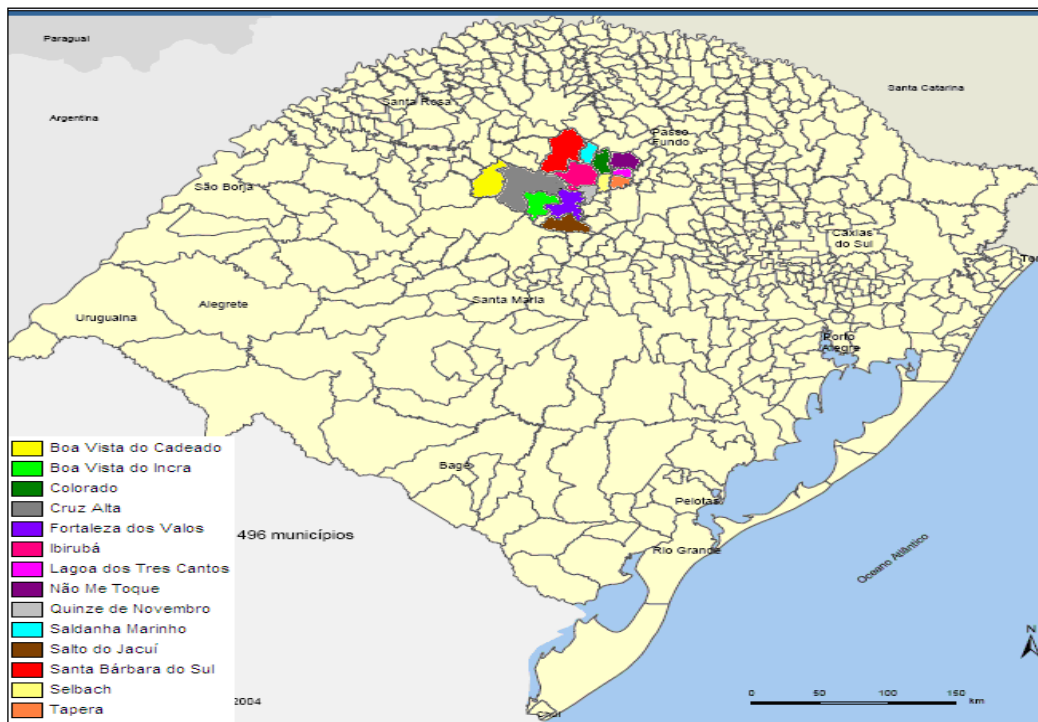 Paraguai
Santa Catarina
Argentina
Santa Rosa
Passo
Fundo
São Borja
Caxias
do Sul
Alegrete
Santa Maria
Uruguaina
Porto
Alegre
Bagé
Pelotas
Rio Grande
Oceano Atlântico
Chuí
496 municípios
Boa Vista do Cadeado
Boa Vista do Incra
Colorado
Cruz Alta
Fortaleza dos Valos
Ibirubá
Lagoa dos Tres Cantos
Não Me Toque
Quinze de Novembro
Saldanha Marinho
Salto do Jacuí
Santa Bárbara do Sul
Selbach
Tapera
2004
N
0 50 100 150
km